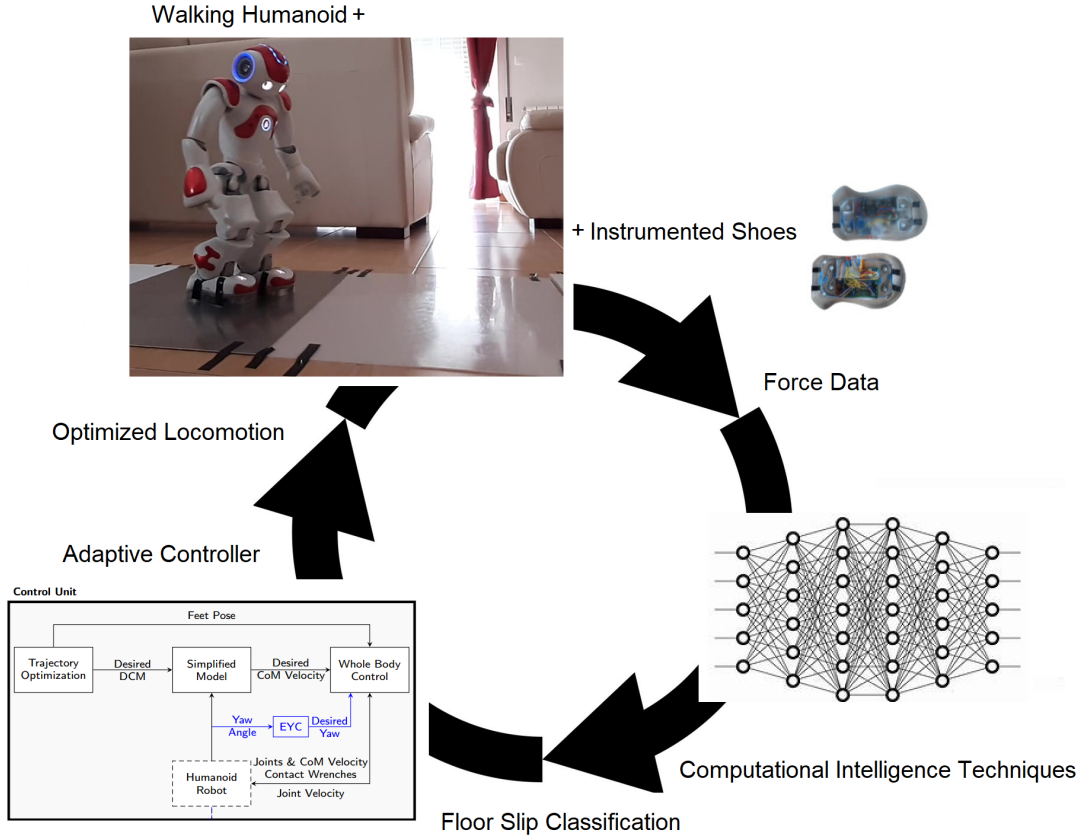 Walking Humanoid +
+ Instrumented Shoes
Force Data
Optimized Locomotion
Adaptive Controller
Control Unit
Feet Pose
Trajectory
Optimization
Desired
DCM
Simplified
Model
Desired
CoM Velocity
Whole Body
Control
Yaw
Angle
EYC
Desired
Yaw
Humanoid
Robot
Joints & CoM Velocity
Contact Wrenches
Joint Velocity
Computational Intelligence Techniques
Floor Slip Classification